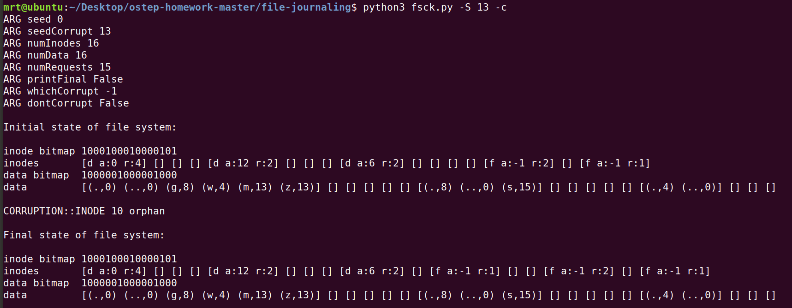 mrt@ubuntu:~/Desktop/ostep-homework-master/file-journaling$ python3 fsck.py -S 13 -c
ARG seed 0
ARG seedCorrupt 13
ARG numInodes 16
ARG numData 16
ARG numRequests 15
ARG printFinal False
ARG whichCorrupt -1
ARG dontCorrupt False
Initial state of file system:
inode bitmap 1000100010000101
inodes [d a:0 r:4] [] [] [] [d a:12 r:2] [] [] [] [d a:6 r:2] [] [] [] [] [f a:-1 r:2] [] [f a:-1 r:1]
data bitmap 1000001000001000
data [(.,0) (..,0) (g,8) (w,4) (m,13) (z,13)] [] [] [] [] [] [(.,8) (..,0) (s,15)] [] [] [] [] [] [(.,4) (..,0)] [] [] []
CORRUPTION::INODE 10 orphan
Final state of file system:
inode bitmap 1000100010000101
inodes [d a:0 r:4] [] [] [] [d a:12 r:2] [] [] [] [d a:6 r:2] [] [f a:-1 r:1] [] [] [f a:-1 r:2] [] [f a:-1 r:1]
data bitmap 1000001000001000
data [(.,0) (..,0) (g,8) (w,4) (m,13) (z,13)] [] [] [] [] [] [(.,8) (..,0) (s,15)] [] [] [] [] [] [(.,4) (..,0)] [] [] []